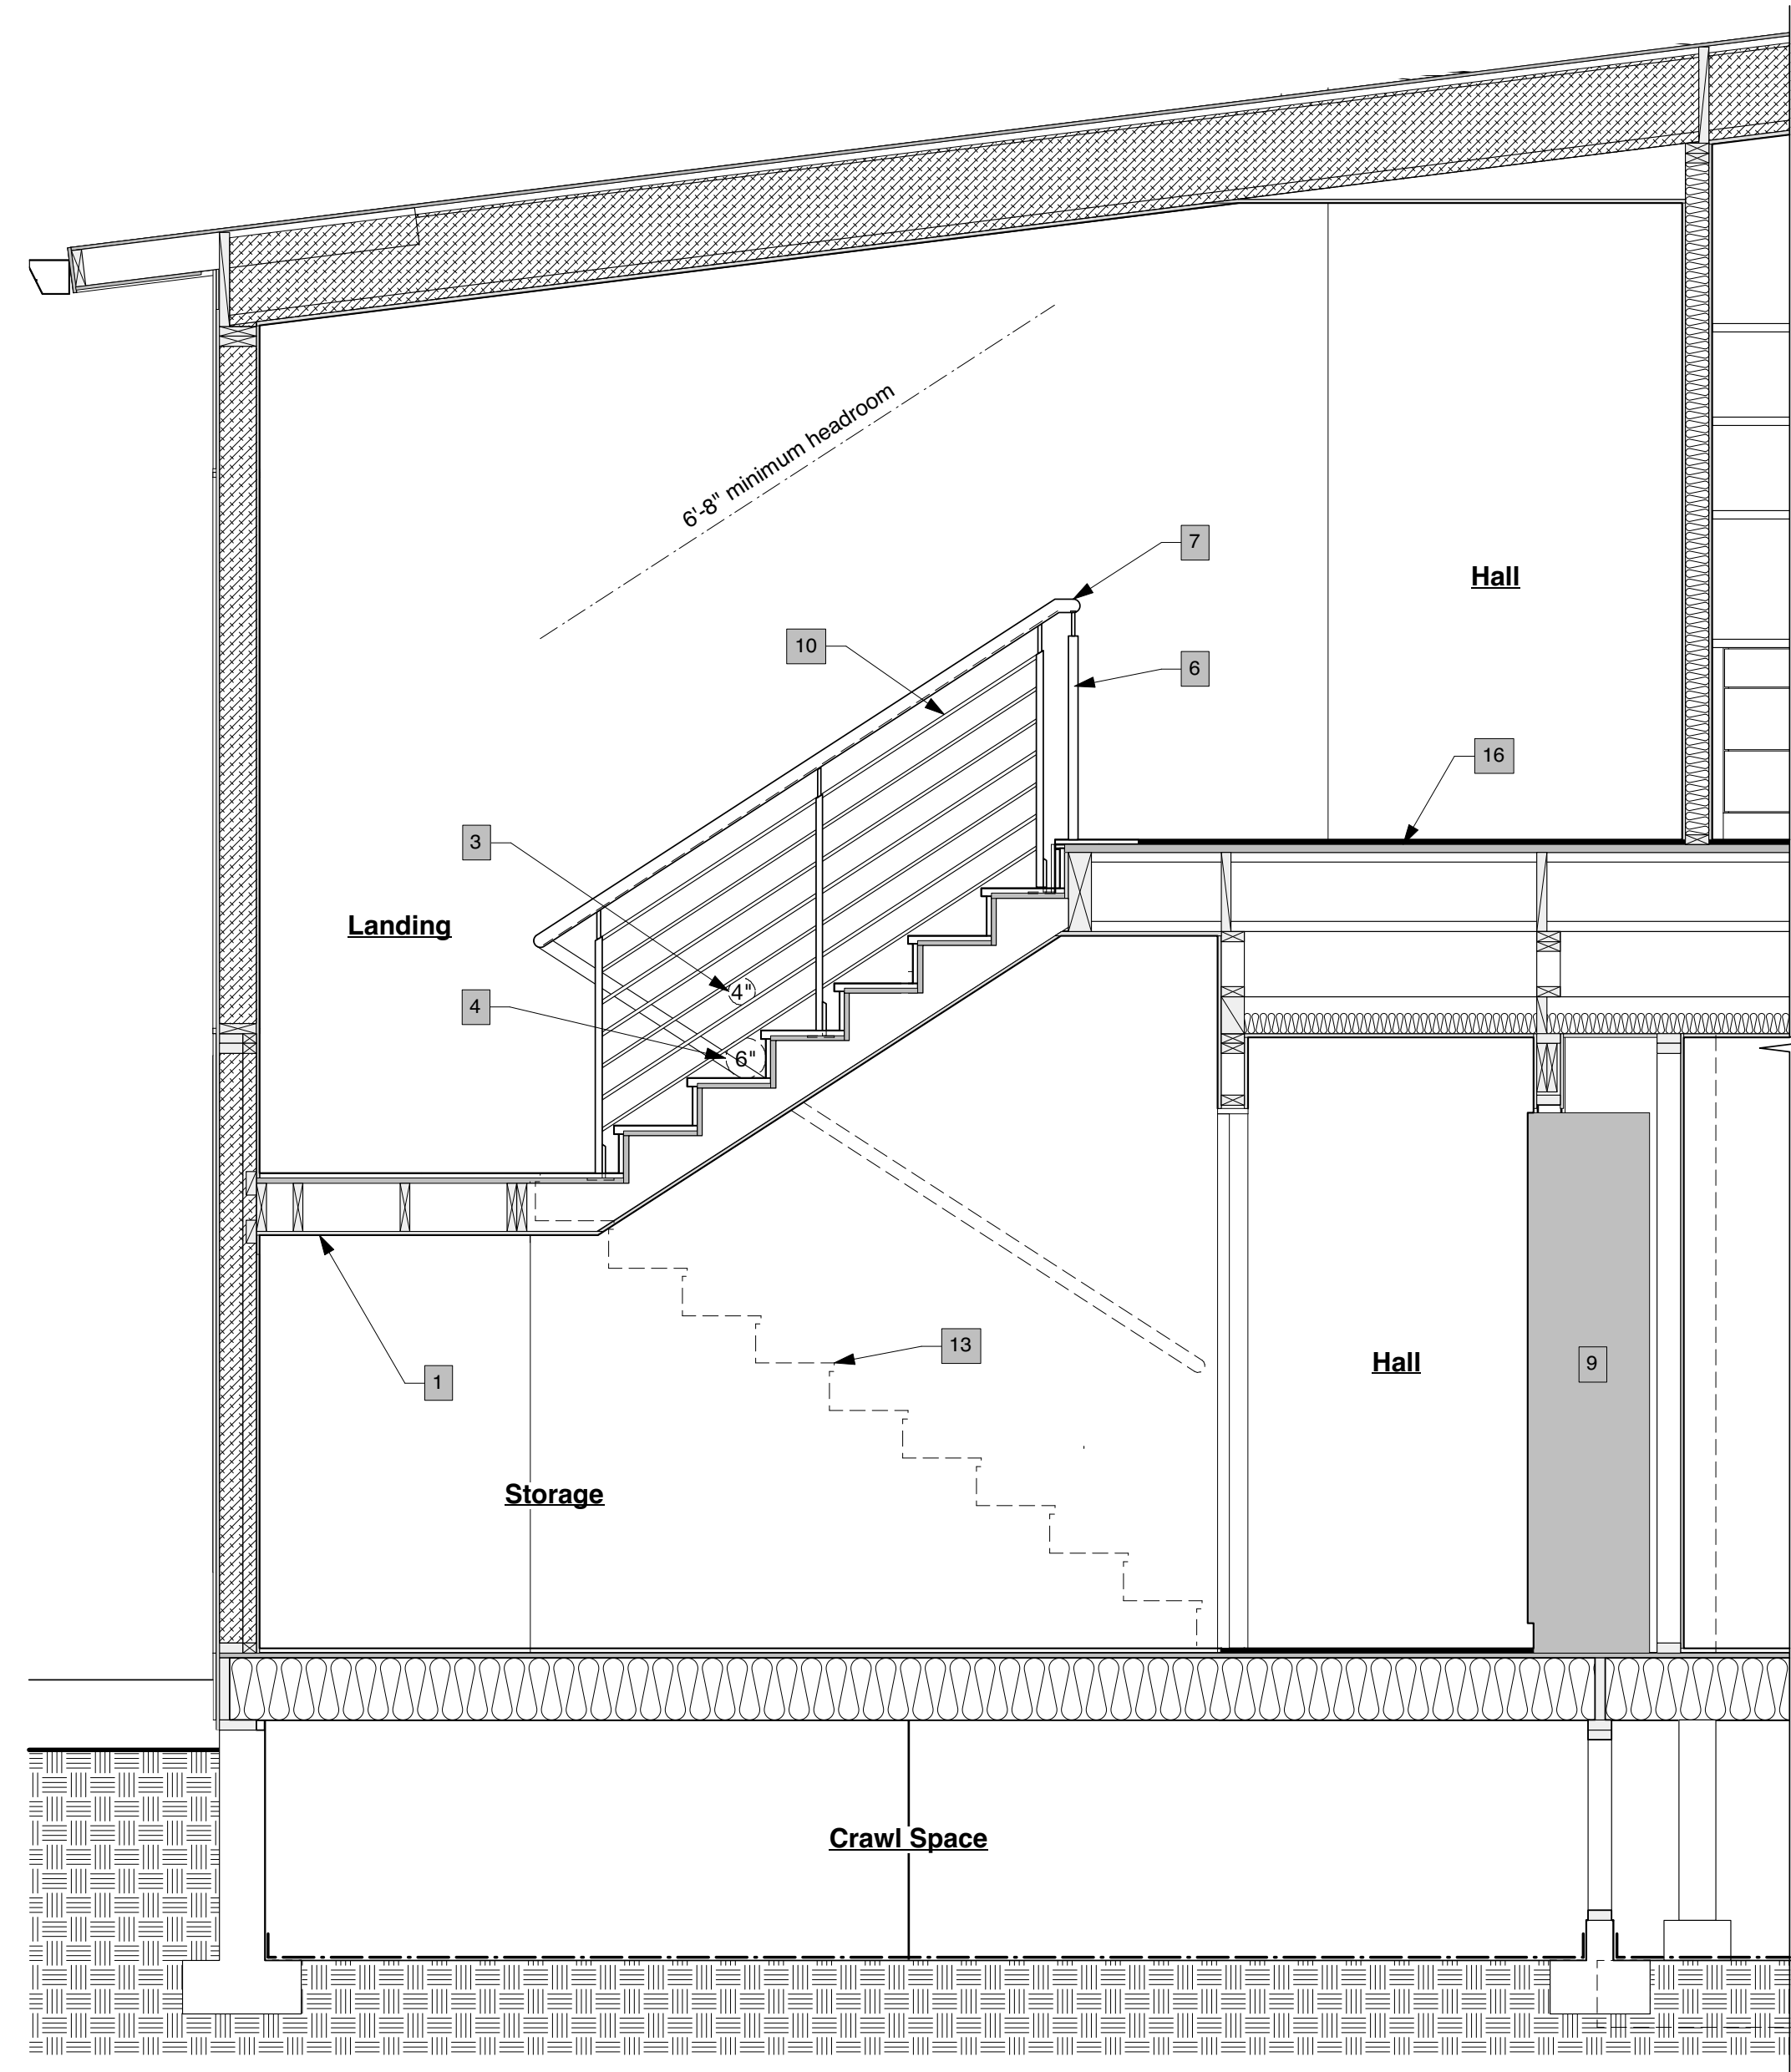 6'-8" minimum headroom
7
Hall
10
6
16
3
Landing
4"
4
6"
13
1
Hall
9
Storage
Crawl Space